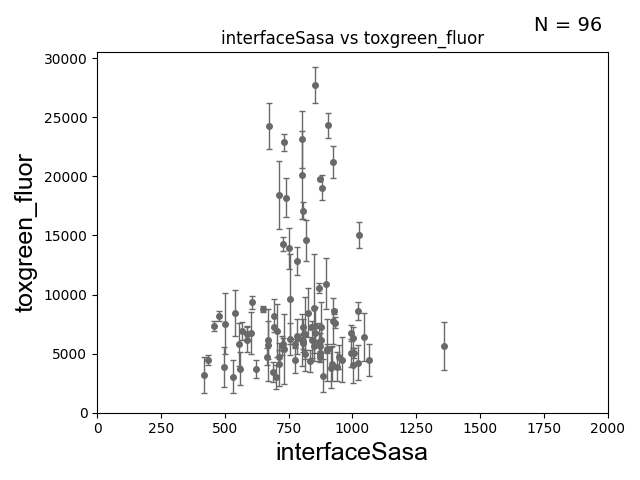 N = 96
interfaceSasa vs toxgreen_fluor
30000
25000
20000
15000
10000
5000
0
toxgreen_fluor
0 250 500 750 1000 1250 1500 1750 2000
interfaceSasa